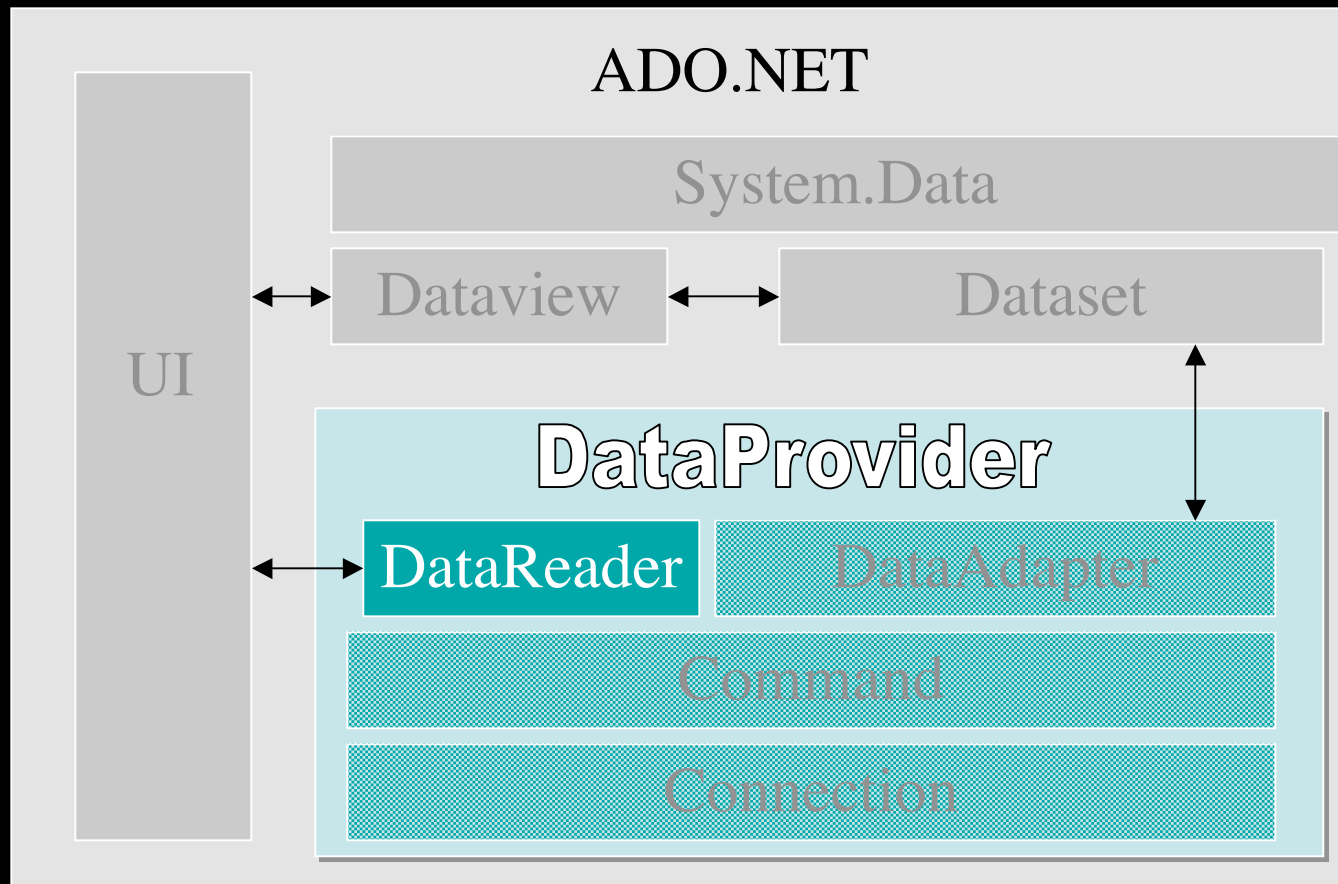 ADO.NET
System.Data
Dataview
Dataset
UI
DataProvider
DataReader
DataAdapter
Command
Connection